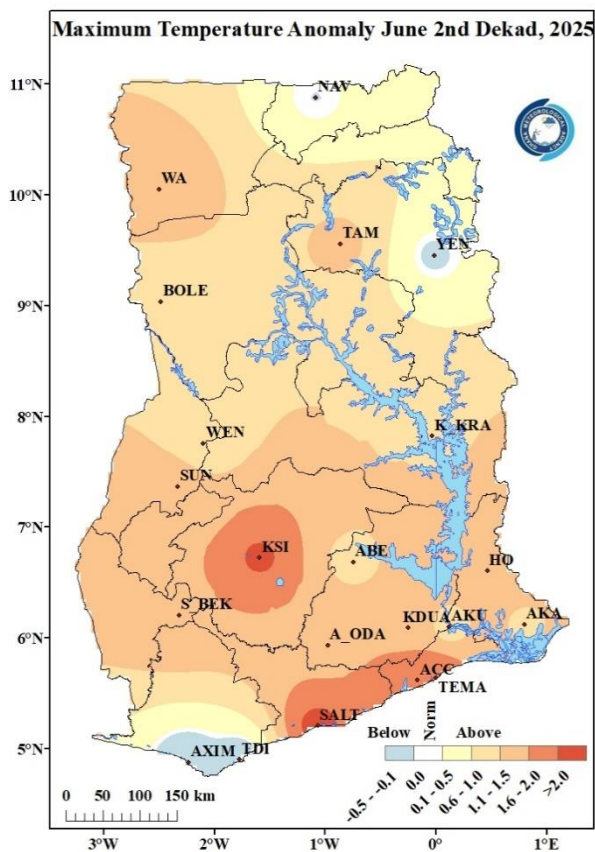 Maximum Temperature Anomaly June 2nd Dekad, 2025
11°N
10°N
9°N
8°N
7°N
6°N
5°N
NAV
WA
TAM
YEN
BOLE
WEN
K_KRA
SUN
KSI
ABE
HO
S_BEK
KDUA
AKU
AKA
A_ODA
ACC
TEMA
SALT
AXIM
TDI
Below Norm Above
-0.5 - -0.1
0.0
0.1 - 0.5
0.6 - 1.0
1.1 - 1.5
1.6 - 2.0
>2.0
0 50 100 150 km
3°W 2°W 1°W 0° 1°E